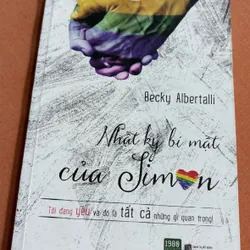 Becky Albertalli
Nhật ký bí mật
của Simon
Tôi đang yêu và đó là tất cả những gì quan trọng!
1980